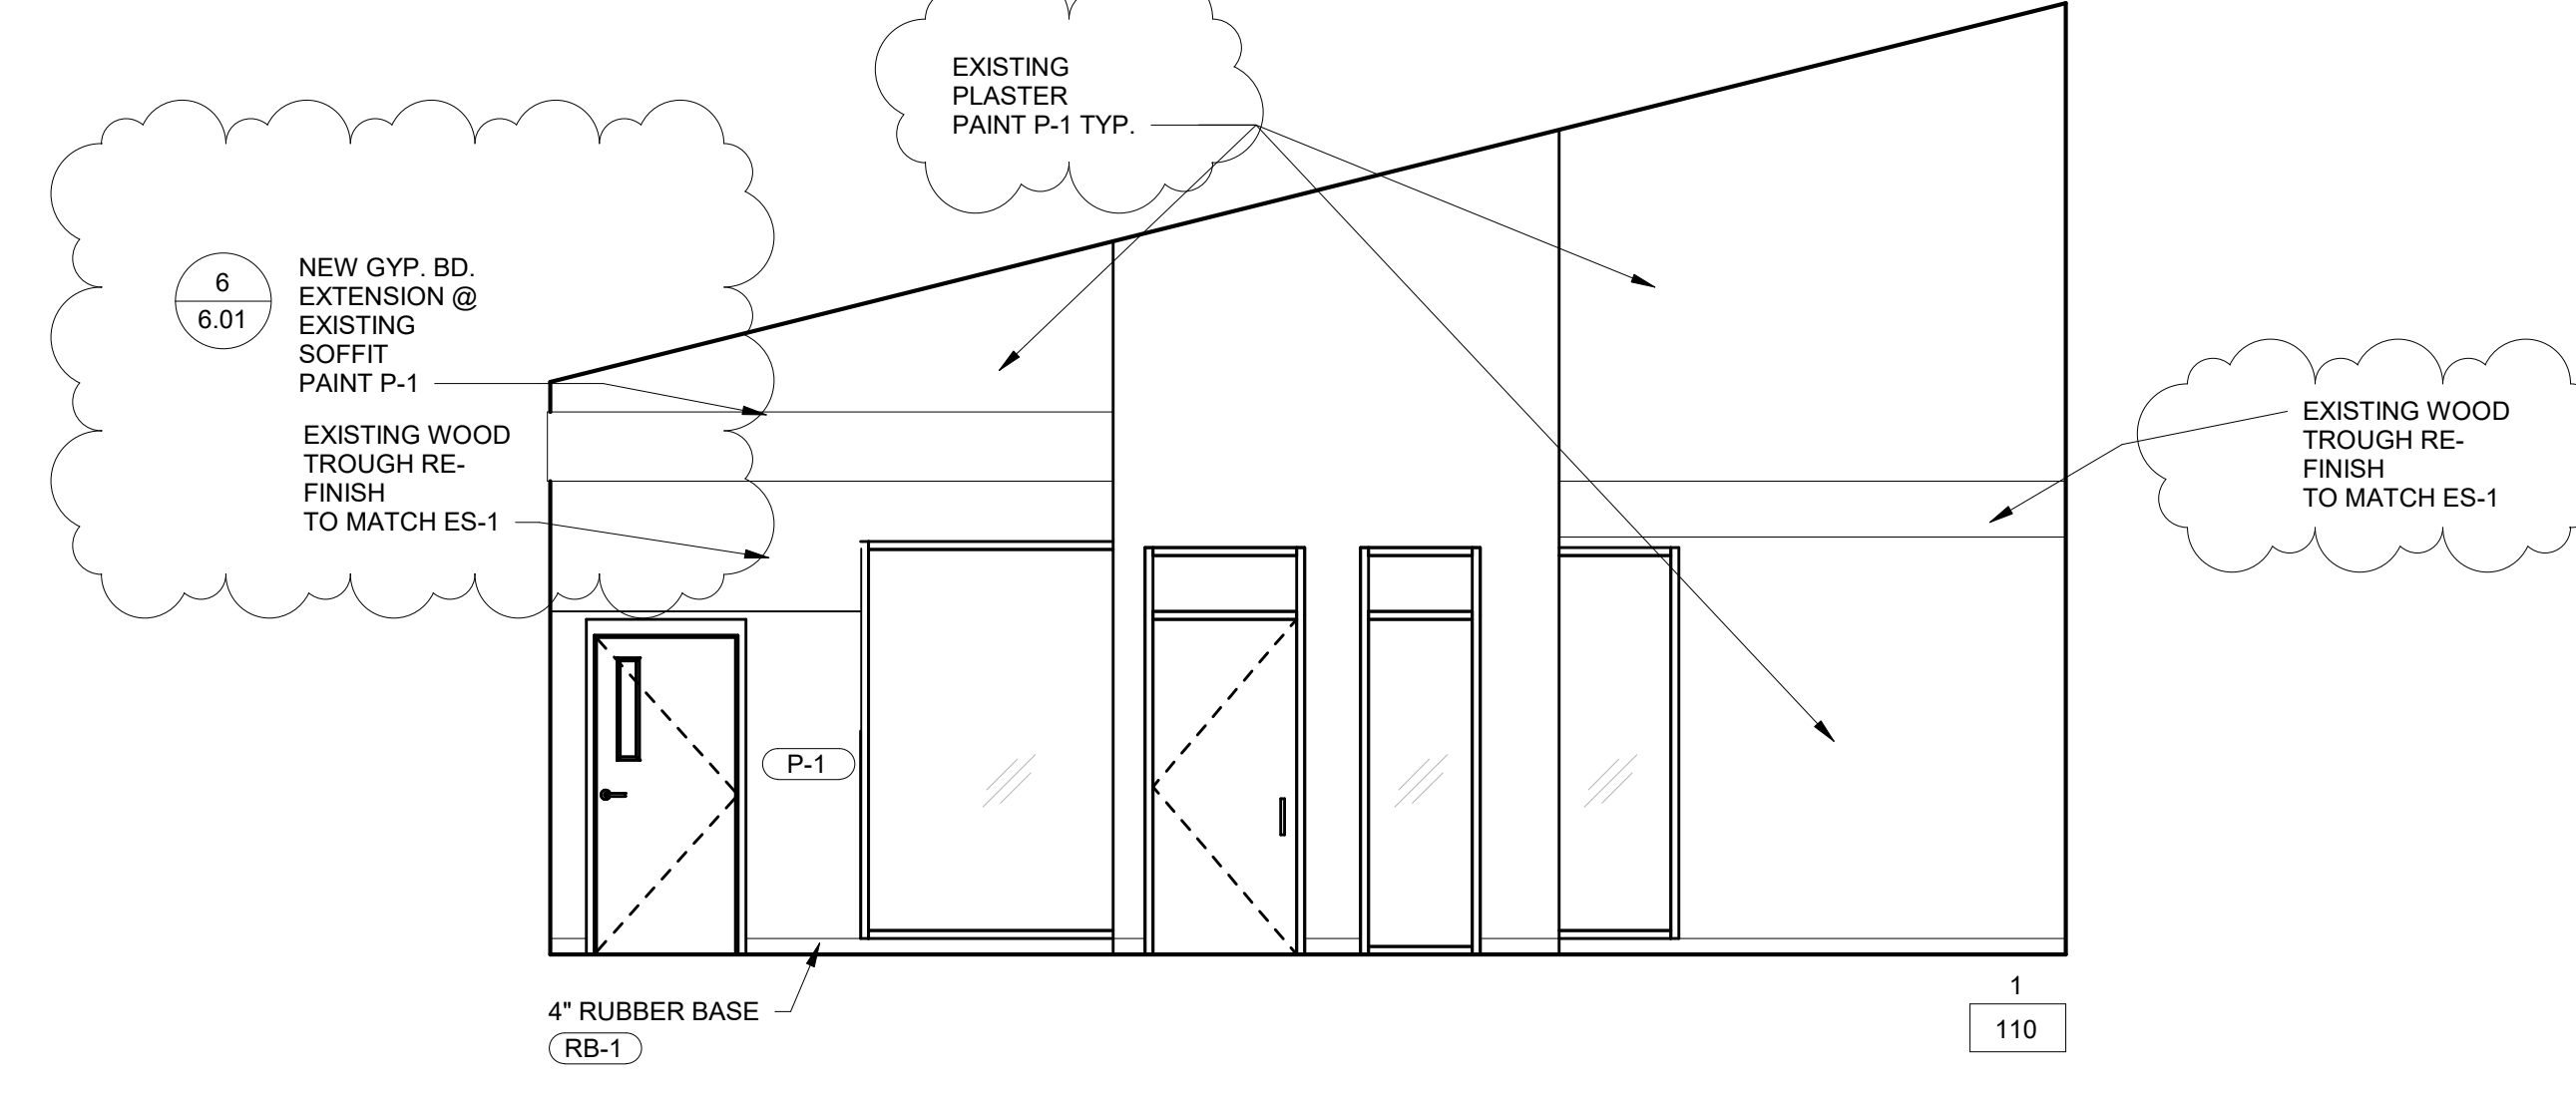 EXISTING
PLASTER
PAINT P-1 TYP.
6
6.01
NEW GYP. BD.
EXTENSION @
EXISTING
SOFFIT
PAINT P-1
EXISTING WOOD
TROUGH RE-
FINISH
TO MATCH ES-1
EXISTING WOOD
TROUGH RE-
FINISH
TO MATCH ES-1
P-1
4" RUBBER BASE
RB-1
1
110